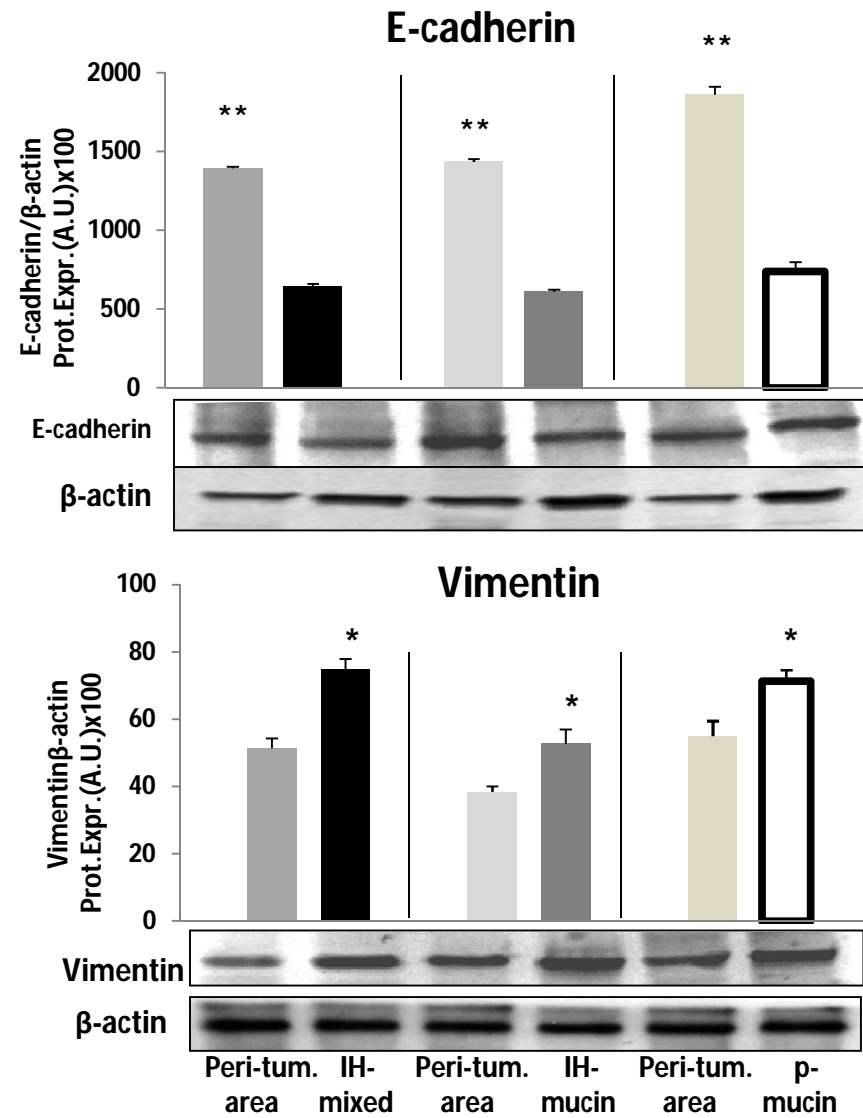 E-cadherin
E-cadherin/β-actin
Prot.Expr.(A.U.)x100
2000
1500
1000
500
0
**
**
**
E-cadherin
β-actin
Vimentin
Vimentinβ-actin
Prot.Expr.(A.U.)x100
100
80
60
40
20
0
*
*
*
Vimentin
β-actin
Peri-tum. IH- Peri-tum. IH- Peri-tum. p-
area mixed area mucin area mucin